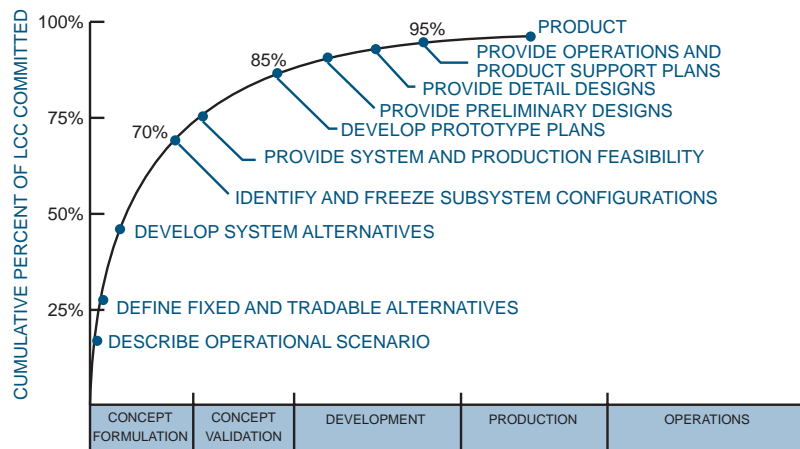 100%
PRODUCT
95%
PROVIDE OPERATIONS AND
PRODUCT SUPPORT PLANS
85%
PROVIDE DETAIL DESIGNS
PROVIDE PRELIMINARY DESIGNS
75%
DEVELOP PROTOTYPE PLANS
70%
PROVIDE SYSTEM AND PRODUCTION FEASIBILITY
IDENTIFY AND FREEZE SUBSYSTEM CONFIGURATIONS
50%
DEVELOP SYSTEM ALTERNATIVES
25%
DEFINE FIXED AND TRADABLE ALTERNATIVES
DESCRIBE OPERATIONAL SCENARIO
CUMULATIVE PERCENT OF LCC COMMITTED
CONCEPT
FORMULATION
CONCEPT
VALIDATION
DEVELOPMENT
PRODUCTION
OPERATIONS